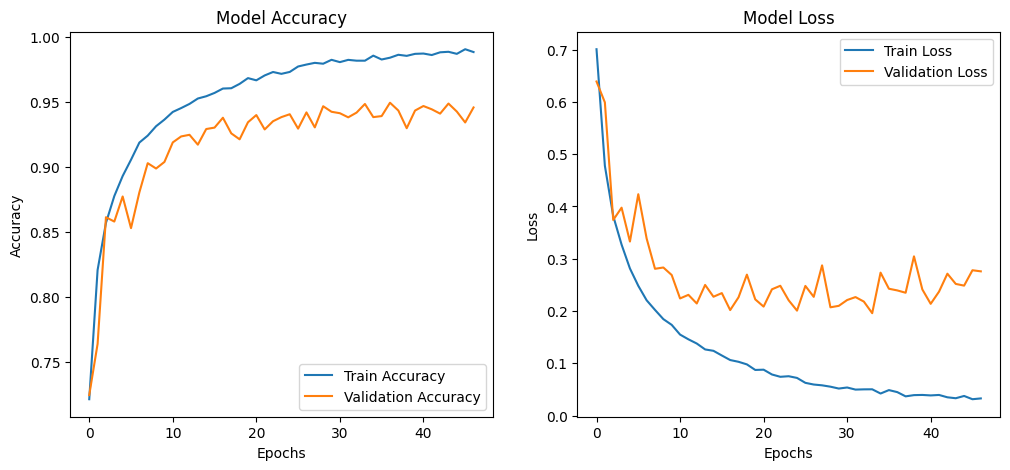 Model Accuracy
1.00
0.95
0.90
0.85
0.80
0.75
Accuracy
0
10
20
30
40
Epochs
Train Accuracy
Validation Accuracy
Model Loss
0.7
0.6
0.5
0.4
0.3
0.2
0.1
0.0
Loss
0
10
20
30
40
Epochs
Train Loss
Validation Loss